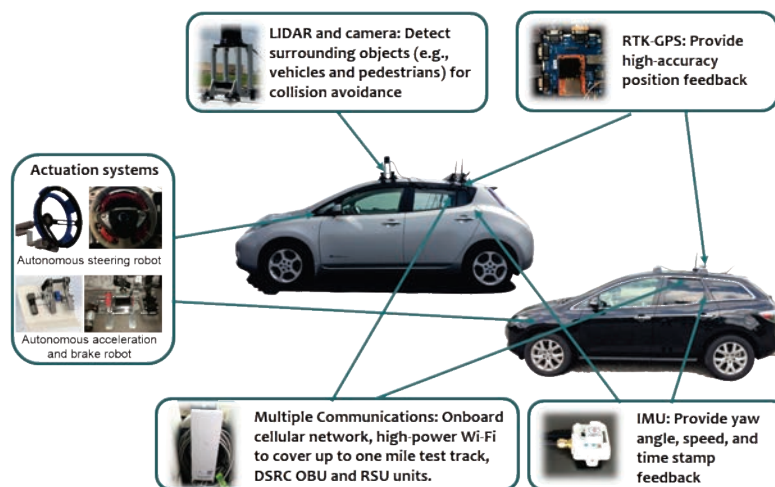 LIDAR and camera: Detect
surrounding objects (e.g.,
vehicles and pedestrians) for
collision avoidance
RTK-GPS: Provide
high-accuracy
position feedback
Actuation systems
Autonomous steering robot
Autonomous acceleration
and brake robot
Multiple Communications: Onboard
cellular network, high-power Wi-Fi
to cover up to one mile test track,
DSRC OBU and RSU units.
IMU: Provide yaw
angle, speed, and
time stamp
feedback